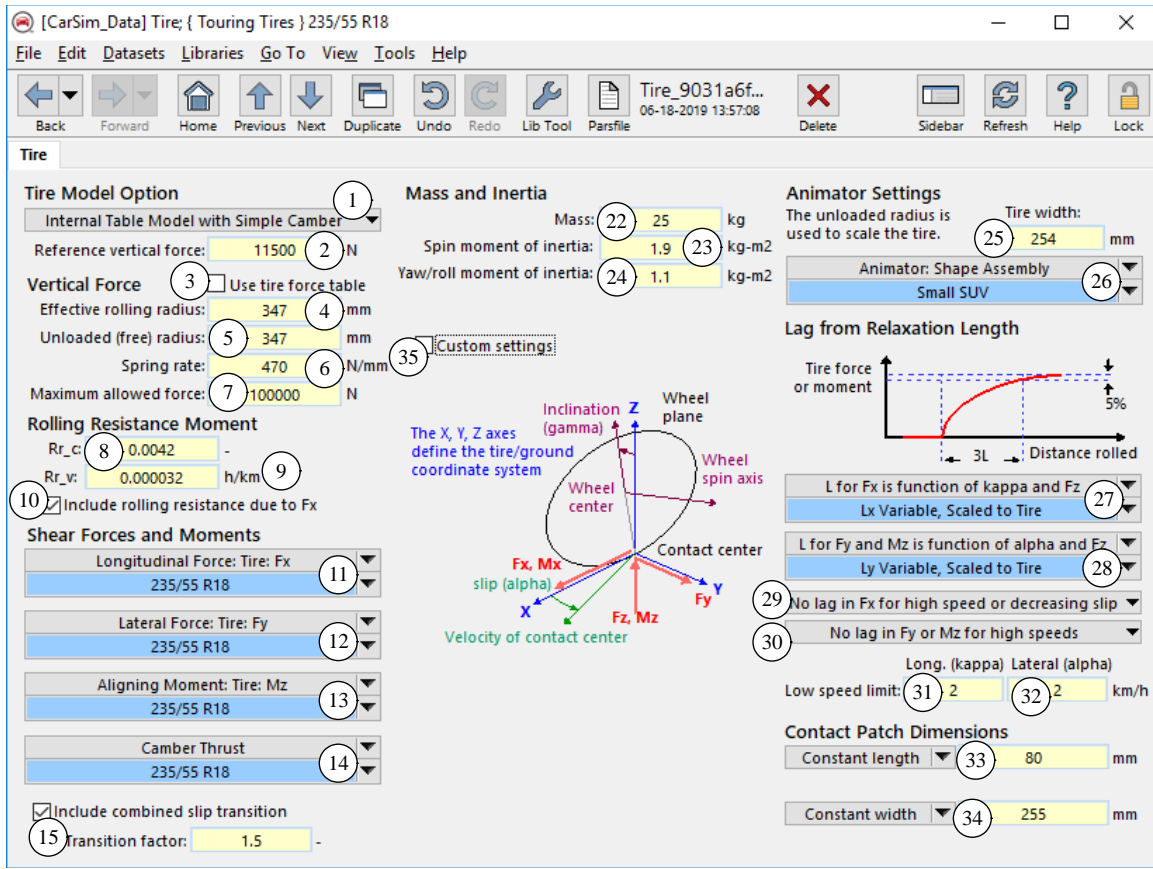 [CarSim_Data] Tire; { Touring Tires } 235/55 R18
File Edit Datasets Libraries Go To View Tools Help
Back Forward Home Previous Next Duplicate Undo Redo Lib Tool Parsfile
Tire_9031a6f...
06-18-2019 13:57:08
Delete Sidebar Refresh Help Lock
Tire
Tire Model Option
1
Internal Table Model with Simple Camber
Reference vertical force: 11500 2 N
Vertical Force 3 Use tire force table
Effective rolling radius: 347 4 mm
Unloaded (free) radius: 5 347 mm
Spring rate: 470 6 N/mm
Maximum allowed force: 7 100000 N
Rolling Resistance Moment
Rr_c: 8 0.0042 -
Rr_v: 0.000032 h/km 9
10 Include rolling resistance due to Fx
Shear Forces and Moments
Longitudinal Force: Tire: Fx
235/55 R18 11
Lateral Force: Tire: Fy
235/55 R18 12
Aligning Moment: Tire: Mz
235/55 R18 13
Camber Thrust
235/55 R18 14
Include combined slip transition
15 Transition factor: 1.5 -
Mass and Inertia
Mass: 22 25 kg
Spin moment of inertia: 1.9 23 kg-m2
Yaw/roll moment of inertia: 24 1.1 kg-m2
35 Custom settings
The X, Y, Z axes
define the tire/ground
coordinate system
Inclination
(gamma)
Z
Wheel
plane
Wheel
spin axis
Wheel
center
Contact center
Fx, Mx
slip (alpha)
X
Y
Fy
Fz, Mz
Velocity of contact center
Animator Settings
The unloaded radius is
used to scale the tire.
Tire width:
25 254 mm
Animator: Shape Assembly
Small SUV 26
Lag from Relaxation Length
Tire force
or moment
5%
3L
Distance rolled
L for Fx is function of kappa and Fz
Lx Variable, Scaled to Tire 27
L for Fy and Mz is function of alpha and Fz
Ly Variable, Scaled to Tire 28
29 No lag in Fx for high speed or decreasing slip
30 No lag in Fy or Mz for high speeds
Long. (kappa) Lateral (alpha)
Low speed limit: 31 2 32 2 km/h
Contact Patch Dimensions
Constant length 33 80 mm
Constant width 34 255 mm